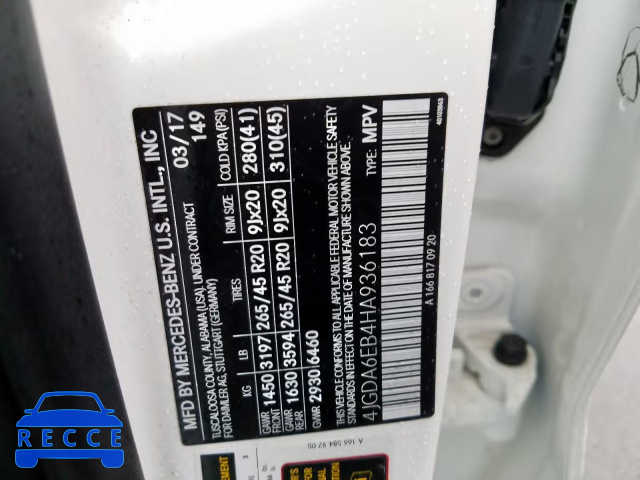 MFD BY MERCEDES-BENZ U.S. INTL., INC
TUSCALOOSA COUNTY, ALABAMA (USA), UNDER CONTRACT
FOR DAIMLER AG, STUTTGART (GERMANY)
03/17
149
KG LB TIRES RIM SIZE COLD KPA(PSI)
GAWR FRONT 1450 3197 265/45 R20 9Jx20 280(41)
GAWR REAR 1630 3594 265/45 R20 9Jx20 310(45)
GVWR 2930 6460
THIS VEHICLE CONFORMS TO ALL APPLICABLE FEDERAL MOTOR VEHICLE SAFETY
STANDARDS IN EFFECT ON THE DATE OF MANUFACTURE SHOWN ABOVE.
4JGDA6EB4HA936183 TYPE: MPV
A 166 817 09 20
40103863
A 166 584 97 05
RECCE